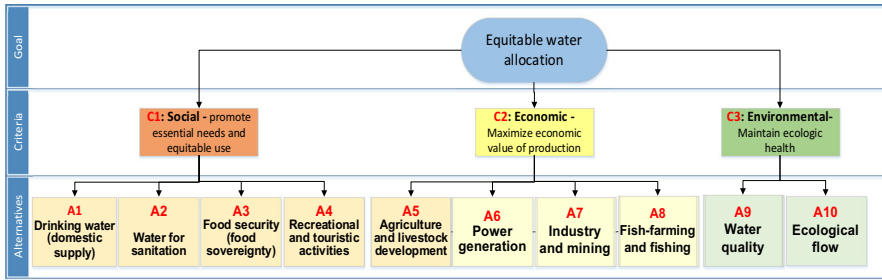 Goal
Equitable water
allocation
Criteria
C1: Social - promote
essential needs and
equitable use
C2: Economic -
Maximize economic
value of production
C3: Environmental-
Maintain ecologic
health
Alternatives
A1
Drinking water
(domestic
supply)
A2
Water for
sanitation
A3
Food security
(food
sovereignty)
A4
Recreational
and touristic
activities
A5
Agriculture
and livestock
development
A6
Power
generation
A7
Industry
and mining
A8
Fish-farming
and fishing
A9
Water
quality
A10
Ecological
flow